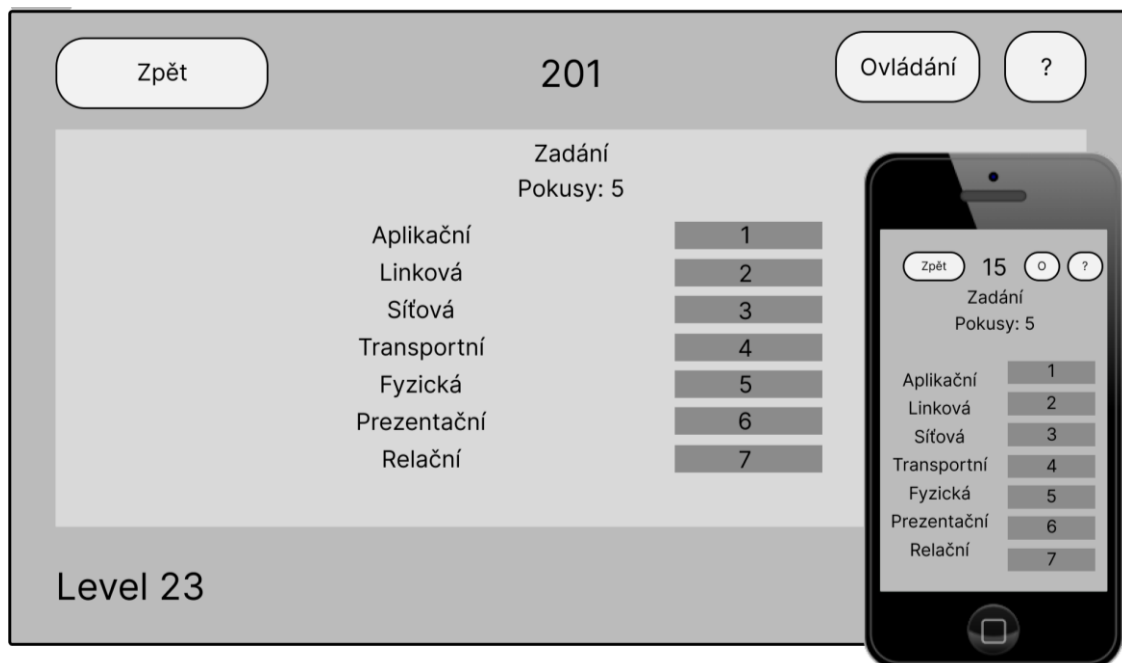 Zpět 201 Ovládání ?
Zadání
Pokusy: 5
Aplikační 1
Linková 2
Síťová 3
Transportní 4
Fyzická 5
Prezentační 6
Relační 7
Level 23
Zpět 15 O ?
Zadání
Pokusy: 5
Aplikační 1
Linková 2
Síťová 3
Transportní 4
Fyzická 5
Prezentační 6
Relační 7